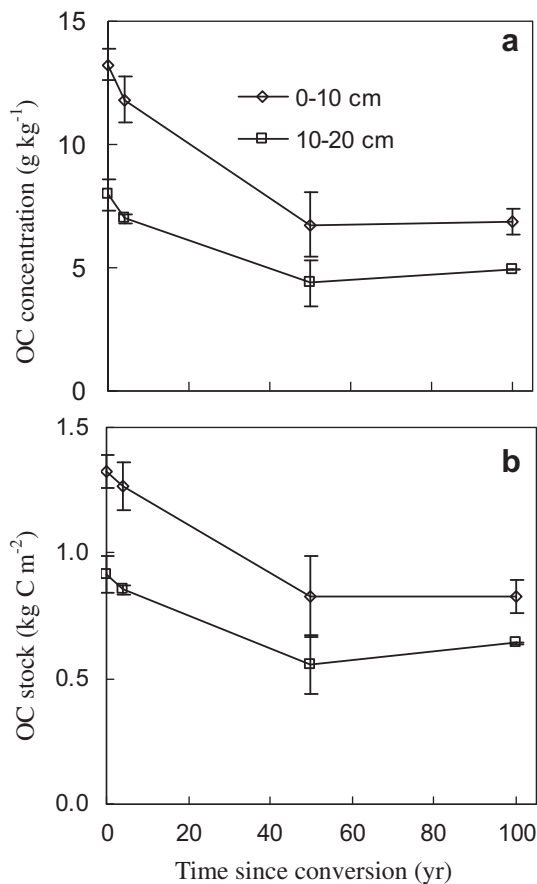 a
15
10
5
0
OC concentration (g kg⁻¹)
0-10 cm
10-20 cm
b
1.5
1.0
0.5
0.0
OC stock (kg C m⁻²)
0 20 40 60 80 100
Time since conversion (yr)